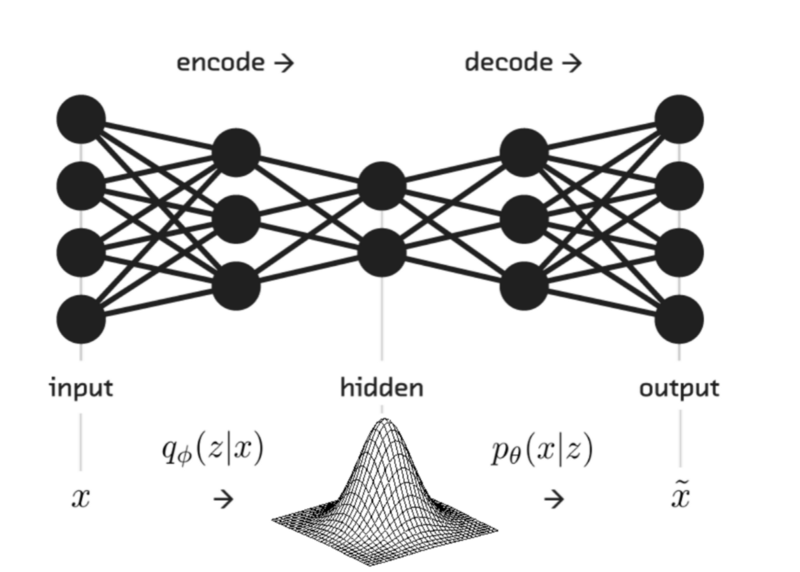 encode → decode →
input hidden output
qϕ(z|x) pθ(x|z)
x → → x̃